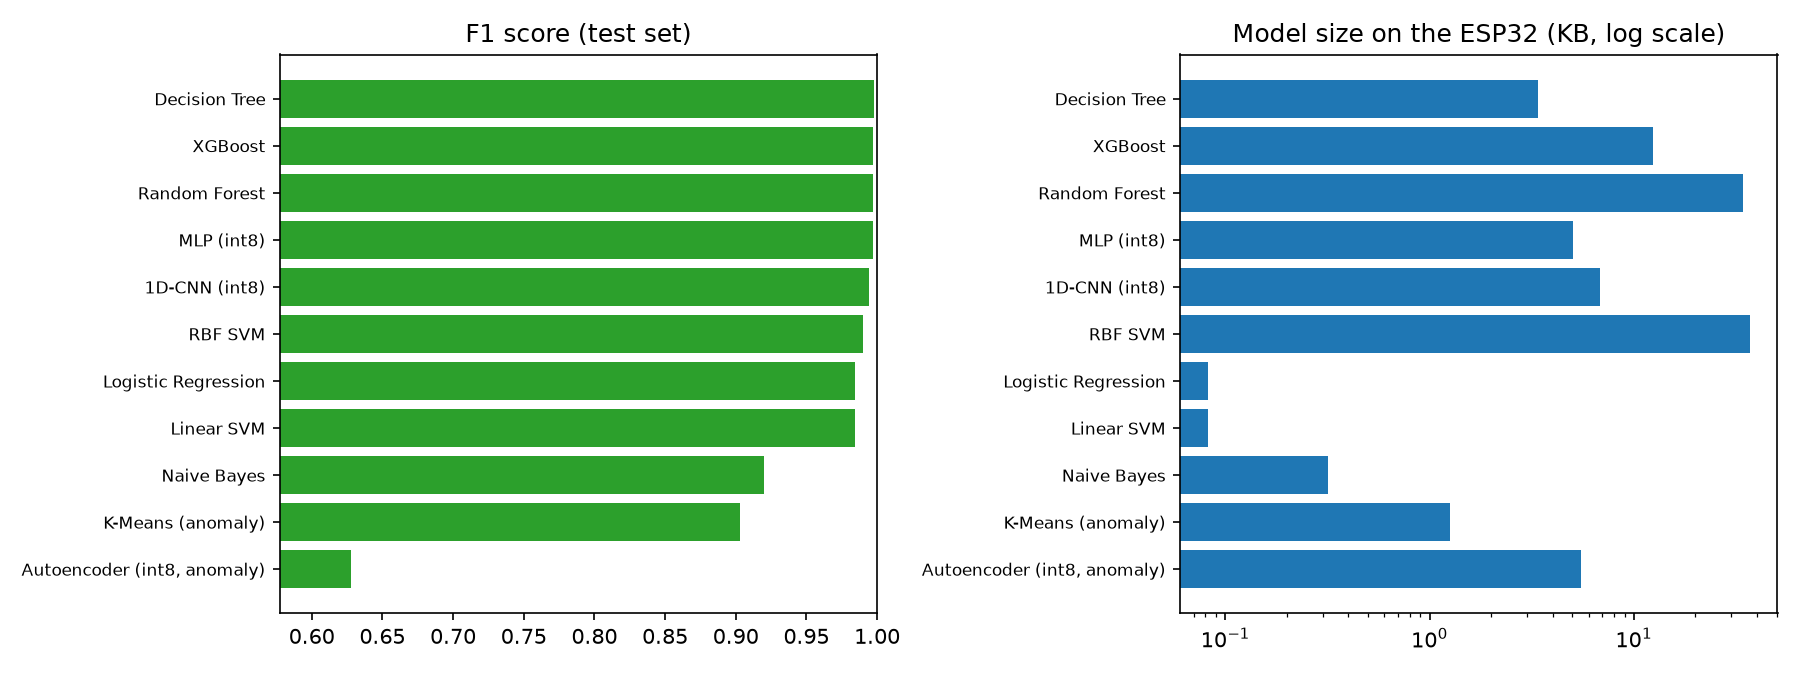 F1 score (test set)
Decision Tree
XGBoost
Random Forest
MLP (int8)
1D-CNN (int8)
RBF SVM
Logistic Regression
Linear SVM
Naive Bayes
K-Means (anomaly)
Autoencoder (int8, anomaly)
0.60 0.65 0.70 0.75 0.80 0.85 0.90 0.95 1.00
Model size on the ESP32 (KB, log scale)
Decision Tree
XGBoost
Random Forest
MLP (int8)
1D-CNN (int8)
RBF SVM
Logistic Regression
Linear SVM
Naive Bayes
K-Means (anomaly)
Autoencoder (int8, anomaly)
10⁻¹ 10⁰ 10¹